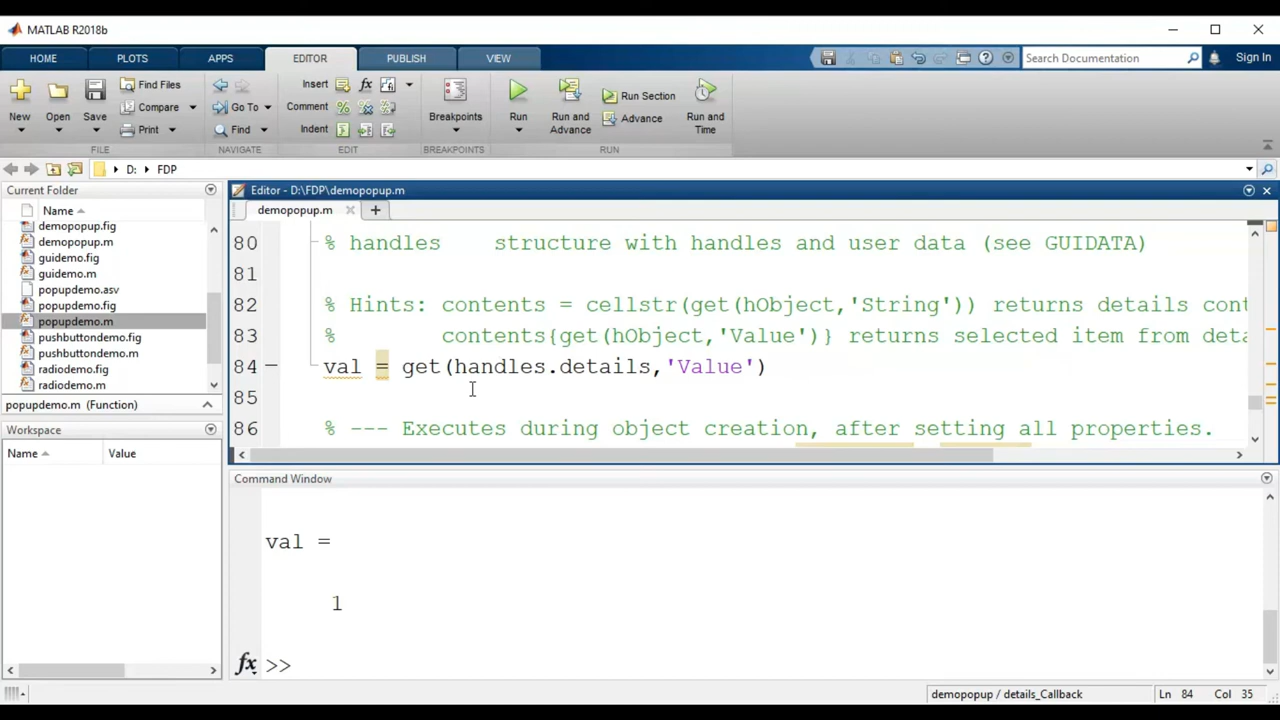 MATLAB R2018b
HOME PLOTS APPS EDITOR PUBLISH VIEW Search Documentation Sign In
New Open Save Find Files Compare Print
Go To Find
Insert fx Comment % Indent
Breakpoints
Run Run and Advance Run Section Advance Run and Time
FILE NAVIGATE EDIT BREAKPOINTS RUN
D: FDP
Current Folder
Name
demopopup.fig
demopopup.m
guidemo.fig
guidemo.m
popupdemo.asv
popupdemo.fig
popupdemo.m
pushbuttondemo.fig
pushbuttondemo.m
radiodemo.fig
radiodemo.m
popupdemo.m (Function)
Workspace
Name Value
Editor - D:\FDP\demopopup.m
demopopup.m +
80 % handles    structure with handles and user data (see GUIDATA)
81
82 % Hints: contents = cellstr(get(hObject,'String')) returns details cont
83 %        contents{get(hObject,'Value')} returns selected item from deta
84 — val = get(handles.details,'Value')
85
86 % --- Executes during object creation, after setting all properties.
Command Window
val =
1
fx >>
demopopup / details_Callback Ln 84 Col 35